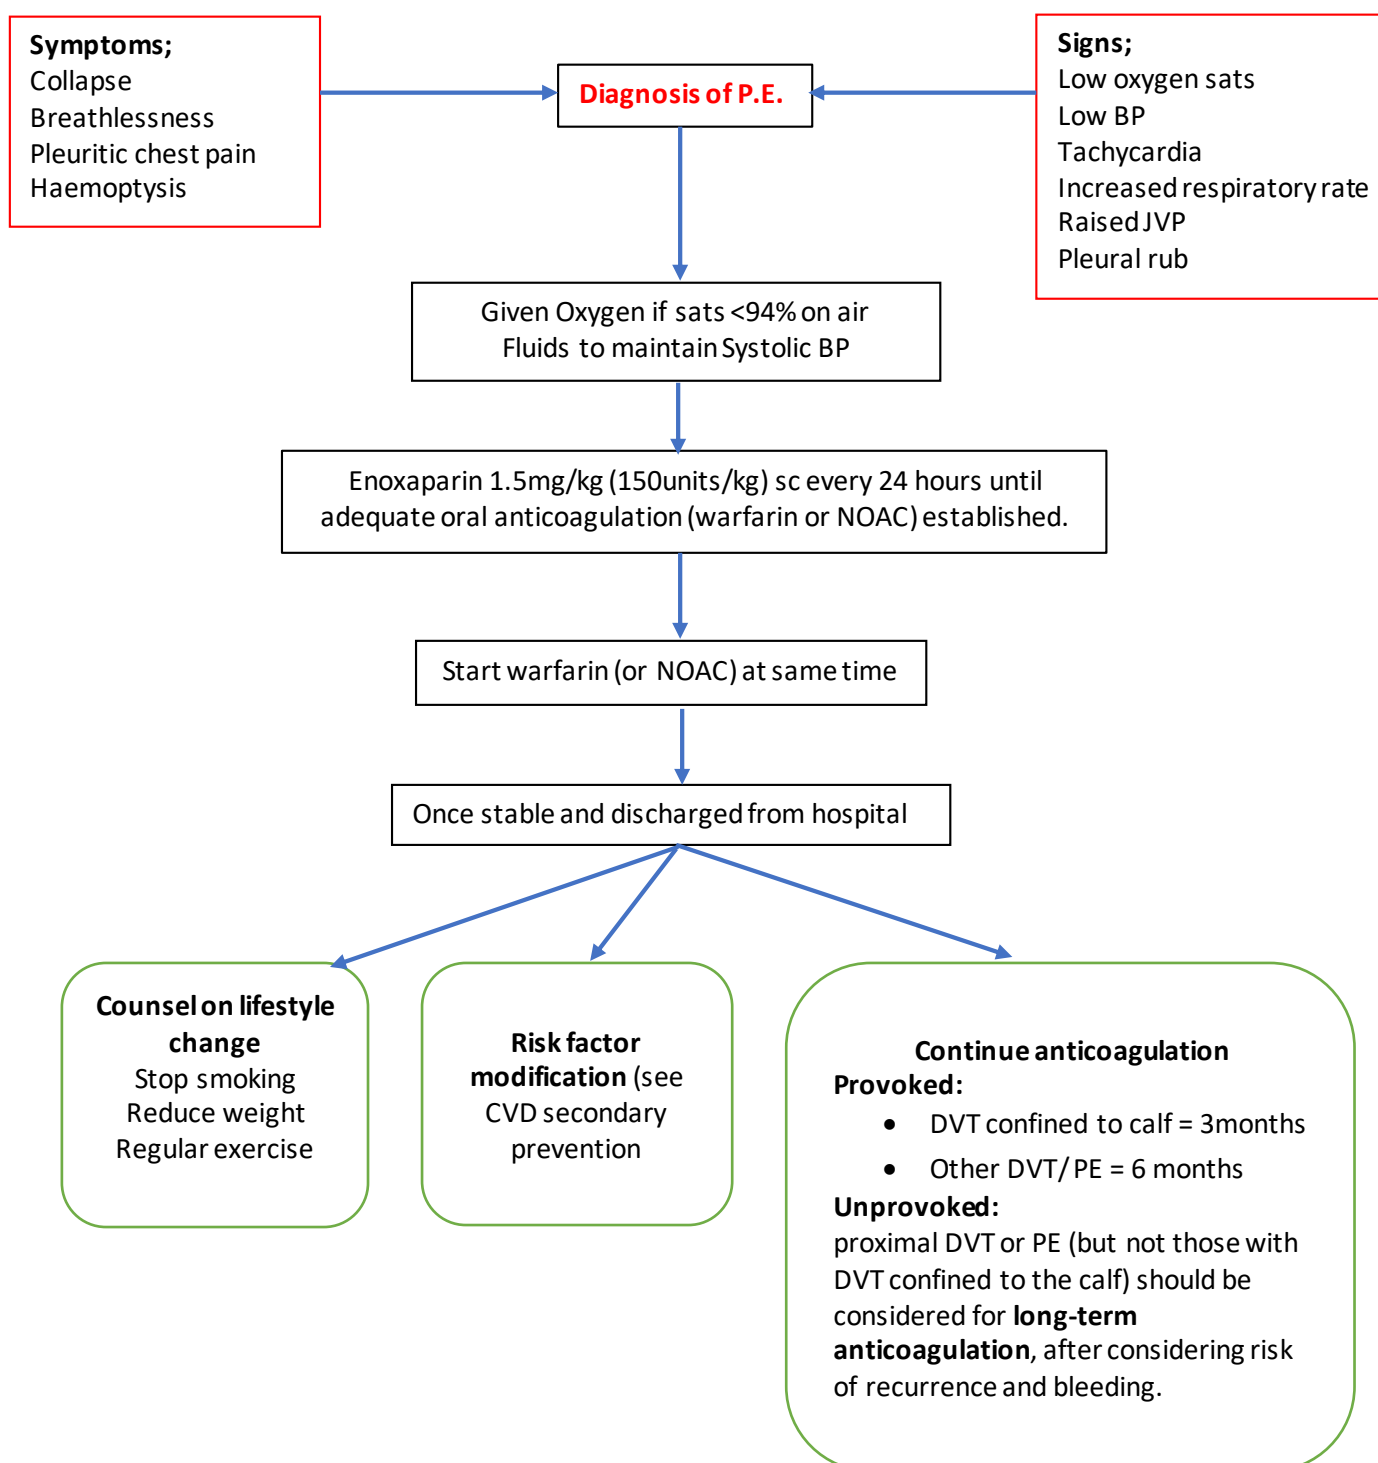 Symptoms;
Collapse
Breathlessness
Pleuritic chest pain
Haemoptysis
Diagnosis of P.E.
Signs;
Low oxygen sats
Low BP
Tachycardia
Increased respiratory rate
Raised JVP
Pleural rub
Given Oxygen if sats <94% on air
Fluids to maintain Systolic BP
Enoxaparin 1.5mg/kg (150units/kg) sc every 24 hours until
adequate oral anticoagulation (warfarin or NOAC) established.
Start warfarin (or NOAC) at same time
Once stable and discharged from hospital
Counsel on lifestyle
change
Stop smoking
Reduce weight
Regular exercise
Risk factor
modification (see
CVD secondary
prevention
Continue anticoagulation
Provoked:
• DVT confined to calf = 3months
• Other DVT/PE = 6 months
Unprovoked:
proximal DVT or PE (but not those with
DVT confined to the calf) should be
considered for long-term
anticoagulation, after considering risk
of recurrence and bleeding.